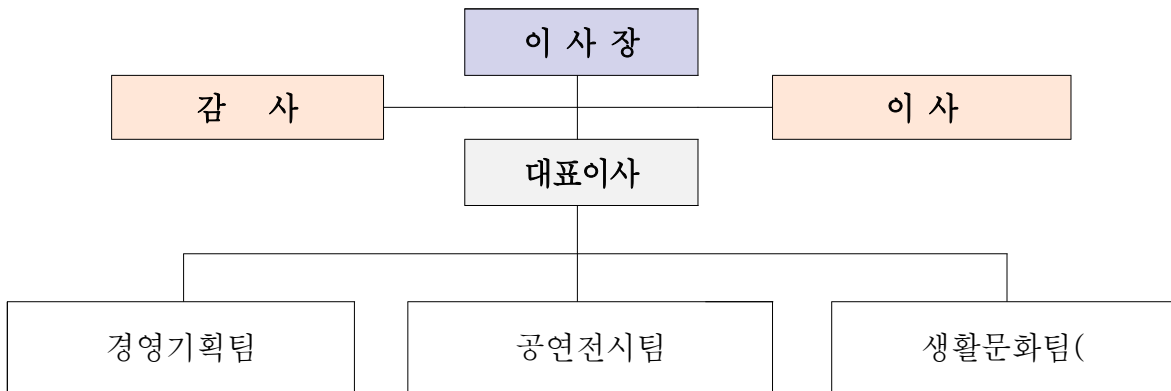 이 사 장
감 사
이 사
대표이사
경영기획팀
공연전시팀
생활문화팀(